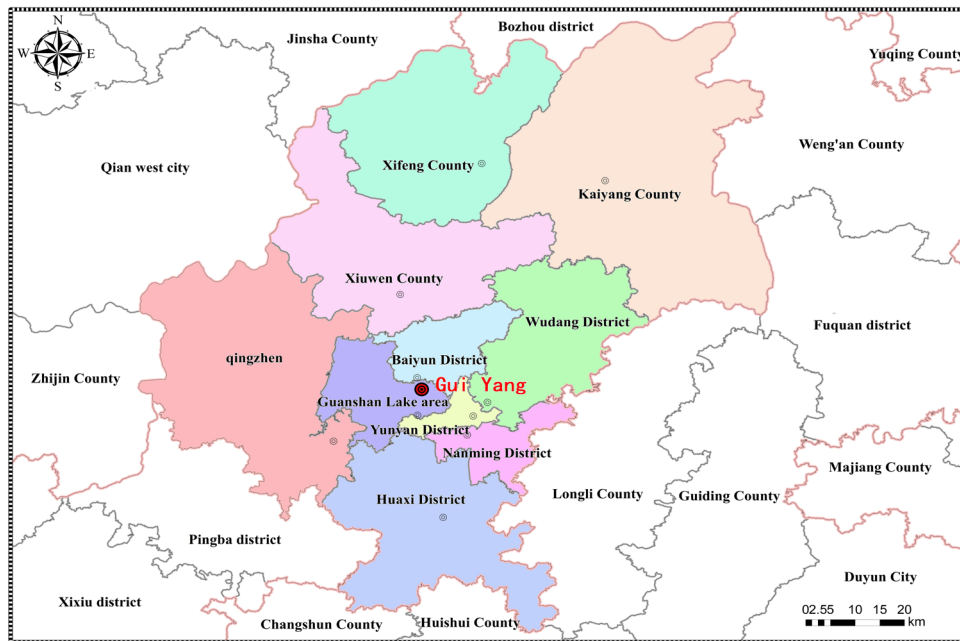 N
Jinsha County
Bozhou district
W
E
Yuqing County
S
Weng'an County
Qian west city
Xifeng County
Kaiyang County
Xiuwen County
Wudang District
Fuquan district
qingzhen
Baiyun District
Zhijin County
Gui Yang
Guanshan Lake area
Yunyan District
Nanming District
Majiang County
Huaxi District
Longli County
Guiding County
Pingba district
Duyun City
Xixiu district
02.55 10 15 20
km
Changshun County
Huishui County